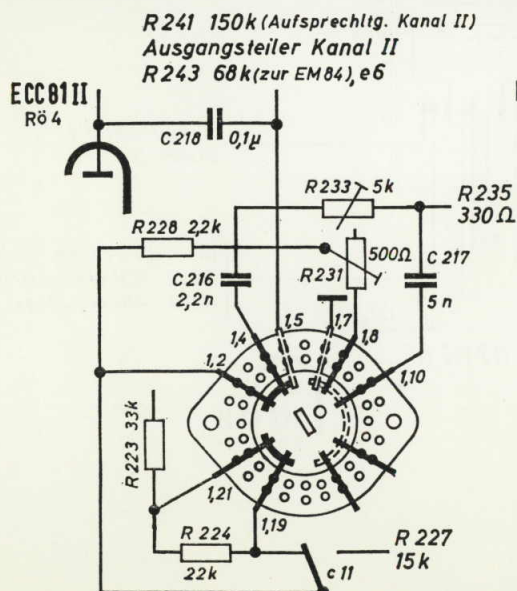 R241 150k (Aufsprechltg. Kanal II)
Ausgangsteiler Kanal II
R243 68k (zur EM84), e6
ECC81 II
Rö 4
C218 0,1µ
R233 5k
R235
330 Ω
R228 2,2k
500Ω
R231
C217
5n
C216
2,2n
1,5
1,7
1,4
1,8
1,2
1,10
R223 33k
1,21
1,19
R224
22k
R227
15k
c11